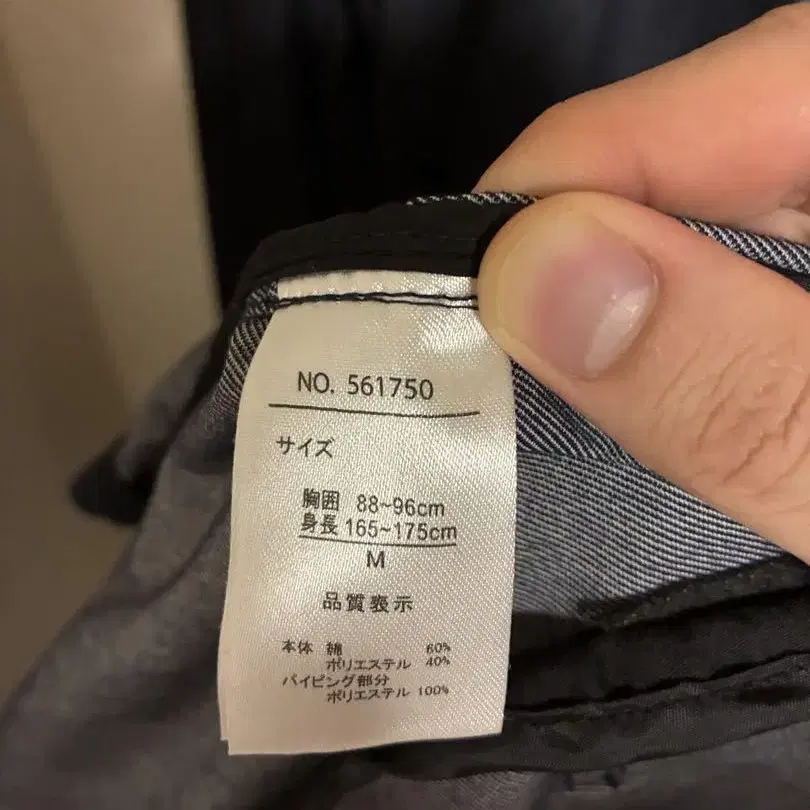 NO. 561750
サイズ
胸囲 88~96cm
身長 165~175cm
M
品質表示
本体 綿 60%
ポリエステル 40%
パイピング部分
ポリエステル 100%